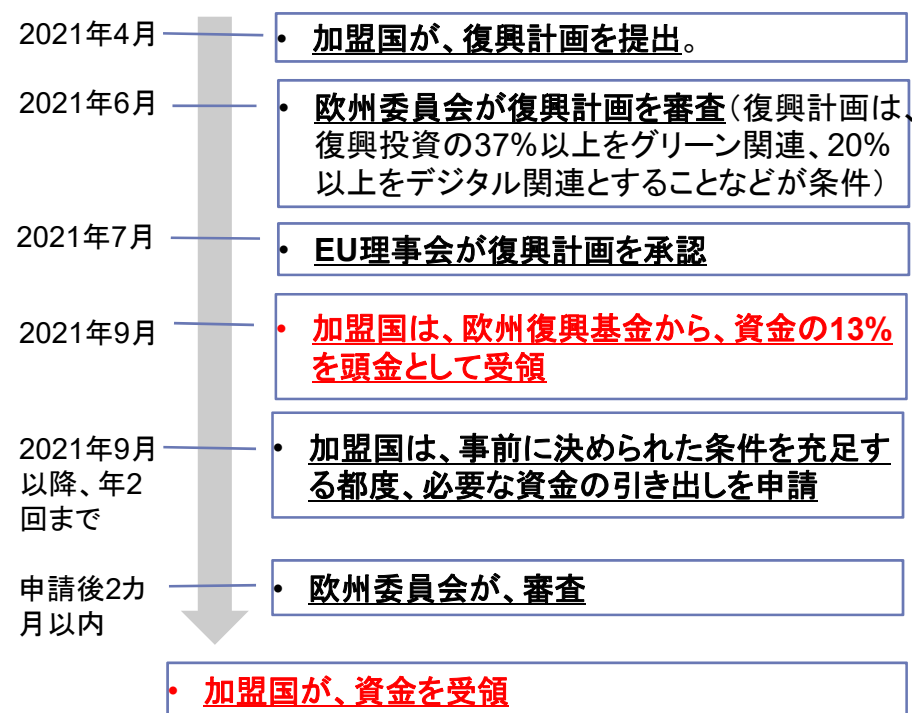 2021年4月
• 加盟国が、復興計画を提出。
2021年6月
• 欧州委員会が復興計画を審査（復興計画は、
復興投資の37%以上をグリーン関連、20%
以上をデジタル関連とすることなどが条件）
2021年7月
• EU理事会が復興計画を承認
2021年9月
• 加盟国は、欧州復興基金から、資金の13%
を頭金として受領
2021年9月
以降、年2
回まで
• 加盟国は、事前に決められた条件を充足す
る都度、必要な資金の引き出しを申請
申請後2カ
月以内
• 欧州委員会が、審査
• 加盟国が、資金を受領